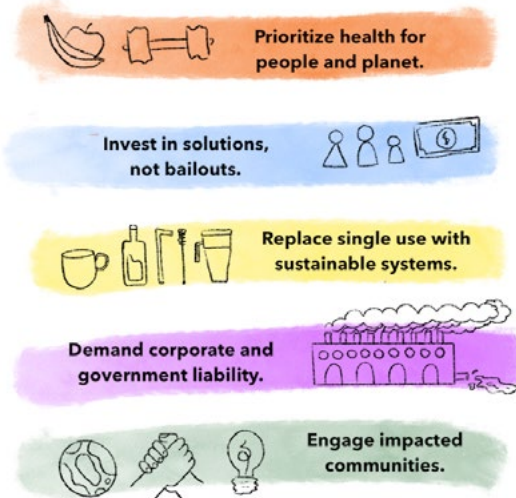 Prioritize health for
people and planet.
Invest in solutions,
not bailouts.
$
Replace single use with
sustainable systems.
Demand corporate and
government liability.
Engage impacted
communities.